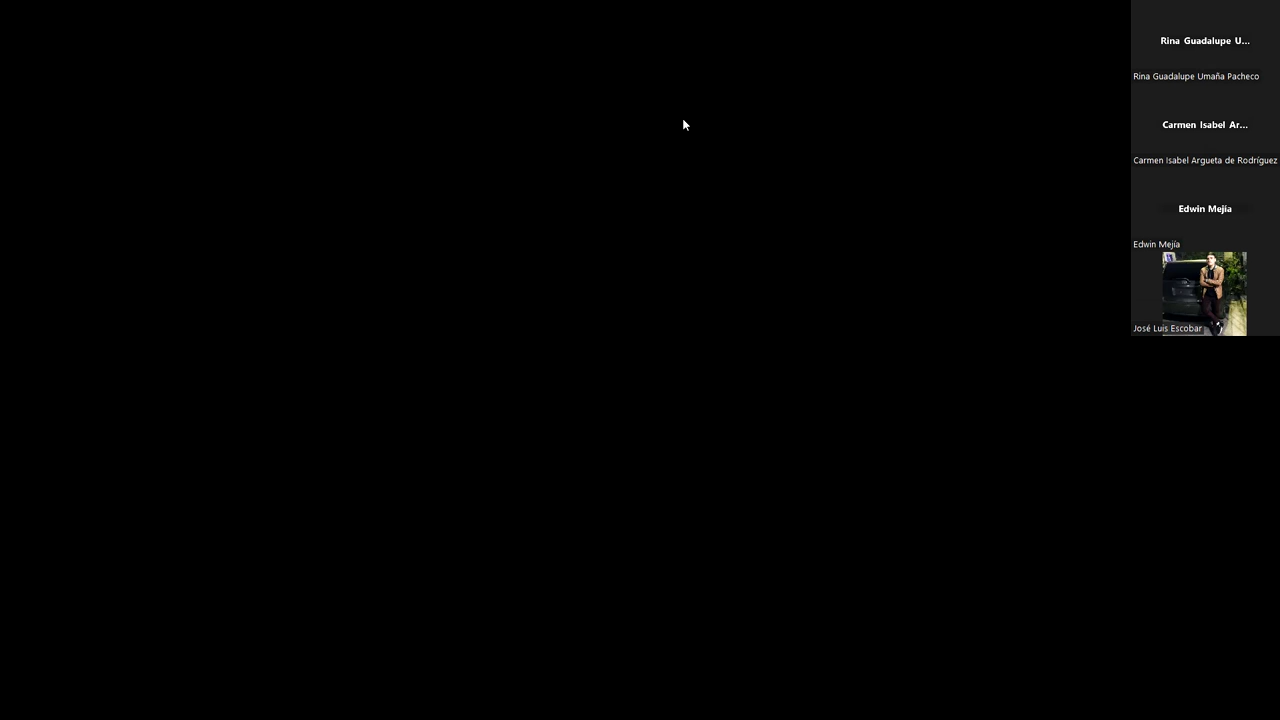 Rina Guadalupe U...
Rina Guadalupe Umaña Pacheco
Carmen Isabel Ar...
Carmen Isabel Argueta de Rodríguez
Edwin Mejía
Edwin Mejía
José Luis Escobar